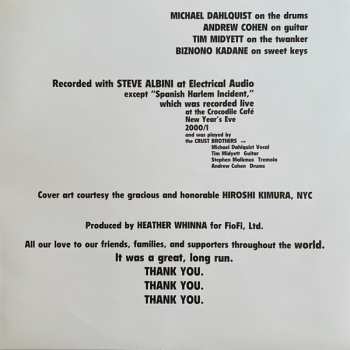 MICHAEL DAHLQUIST on the drums
ANDREW COHEN on guitar
TIM MIDYETT on the twanker
BIZNONO KADANE on sweet keys
Recorded with STEVE ALBINI at Electrical Audio
except "Spanish Harlem Incident,"
which was recorded live
at the Crocodile Café
New Year's Eve
2000/1
and was played by
the CRUST BROTHERS —
Michael Dahlquist Vocal
Tim Midyett Guitar
Stephen Malkmus Tremolo
Andrew Cohen Drums
Cover art courtesy the gracious and honorable HIROSHI KIMURA, NYC
Produced by HEATHER WHINNA for FioFi, Ltd.
All our love to our friends, families, and supporters throughout the world.
It was a great, long run.
THANK YOU.
THANK YOU.
THANK YOU.